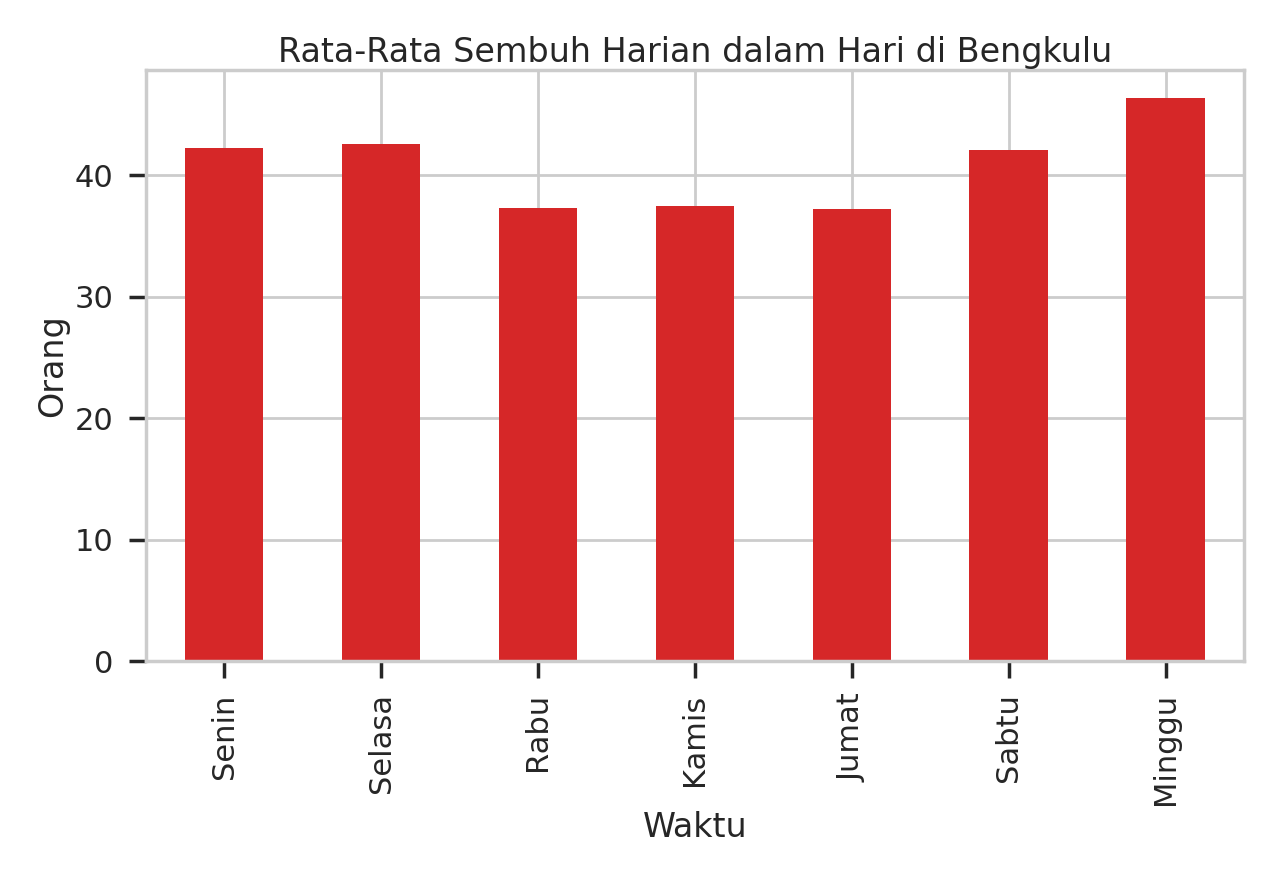 Rata-Rata Sembuh Harian dalam Hari di Bengkulu
Orang
40
30
20
10
0
Senin
Selasa
Rabu
Kamis
Jumat
Sabtu
Minggu
Waktu